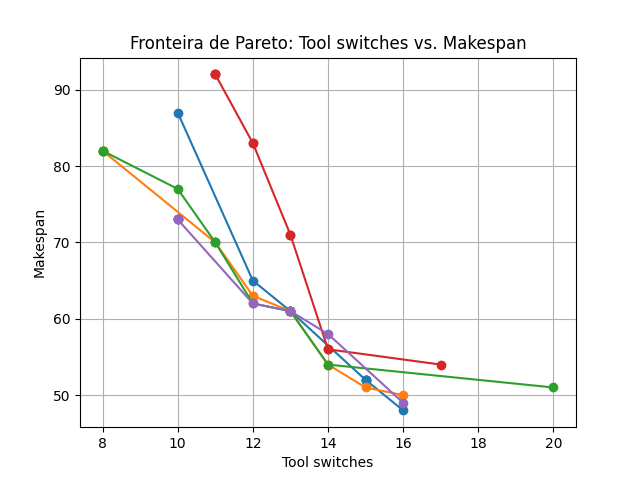 Fronteira de Pareto: Tool switches vs. Makespan
90
80
70
60
50
Makespan
8 10 12 14 16 18 20
Tool switches